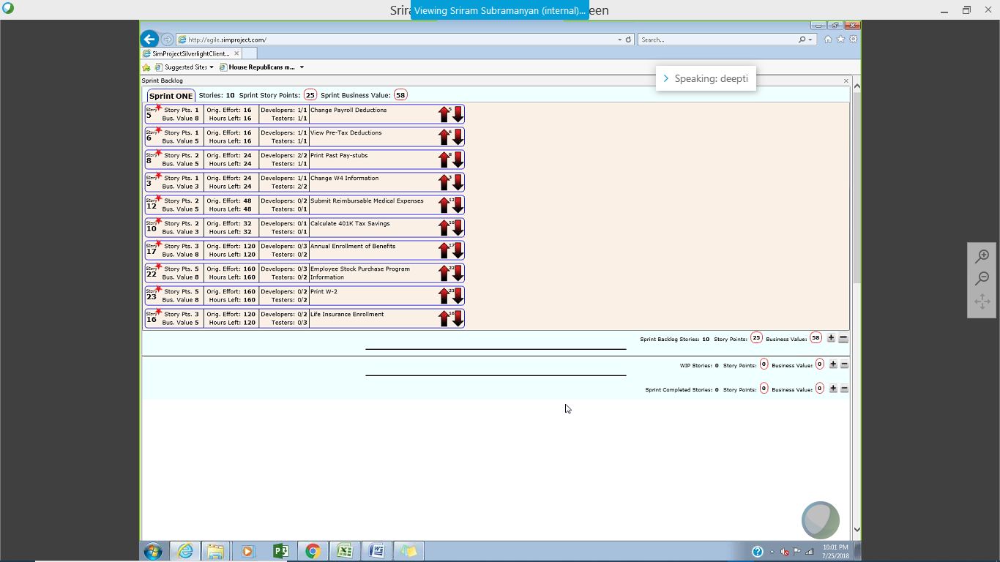 Srira
Viewing Sriram Subramanyan (internal)...
een
http://agile.simproject.com/
Search...
SimProjectSilverlightClient...
Suggested Sites
House Republicans m...
Speaking: deepti
Sprint Backlog
Sprint ONE Stories: 10 Sprint Story Points: 25 Sprint Business Value: 58
Story Story Pts. 1 Orig. Effort: 16 Developers: 1/1 Change Payroll Deductions 5
5 Bus. Value 8 Hours Left: 16 Testers: 1/1
Story Story Pts. 1 Orig. Effort: 16 Developers: 1/1 View Pre-Tax Deductions 6
6 Bus. Value 5 Hours Left: 16 Testers: 1/1
Story Story Pts. 2 Orig. Effort: 24 Developers: 2/2 Print Past Pay-stubs 8
8 Bus. Value 5 Hours Left: 24 Testers: 1/1
Story Story Pts. 1 Orig. Effort: 24 Developers: 1/1 Change W4 Information 3
3 Bus. Value 3 Hours Left: 24 Testers: 2/2
Story Story Pts. 2 Orig. Effort: 48 Developers: 0/2 Submit Reimbursable Medical Expenses 12
12 Bus. Value 5 Hours Left: 48 Testers: 0/1
Story Story Pts. 2 Orig. Effort: 32 Developers: 0/1 Calculate 401K Tax Savings 10
10 Bus. Value 3 Hours Left: 32 Testers: 0/1
Story Story Pts. 3 Orig. Effort: 120 Developers: 0/3 Annual Enrollment of Benefits 17
17 Bus. Value 8 Hours Left: 120 Testers: 0/2
Story Story Pts. 5 Orig. Effort: 160 Developers: 0/3 Employee Stock Purchase Program 22
22 Bus. Value 8 Hours Left: 160 Testers: 0/2 Information
Story Story Pts. 5 Orig. Effort: 160 Developers: 0/2 Print W-2 23
23 Bus. Value 8 Hours Left: 160 Testers: 0/2
Story Story Pts. 3 Orig. Effort: 120 Developers: 0/2 Life Insurance Enrollment 16
16 Bus. Value 5 Hours Left: 120 Testers: 0/3
Sprint Backlog Stories: 10 Story Points: 25 Business Value: 58
WIP Stories: 0 Story Points: 0 Business Value: 0
Sprint Completed Stories: 0 Story Points: 0 Business Value: 0
10:01 PM
7/25/2018